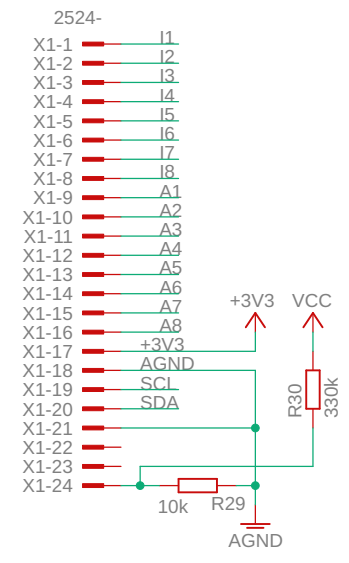 2524-
X1-1 I1
X1-2 I2
X1-3 I3
X1-4 I4
X1-5 I5
X1-6 I6
X1-7 I7
X1-8 I8
X1-9 A1
X1-10 A2
X1-11 A3
X1-12 A4
X1-13 A5
X1-14 A6
X1-15 A7
X1-16 A8
X1-17 +3V3
X1-18 AGND
X1-19 SCL
X1-20 SDA
X1-21
X1-22
X1-23
X1-24
+3V3 VCC
R30
330k
10k R29
AGND